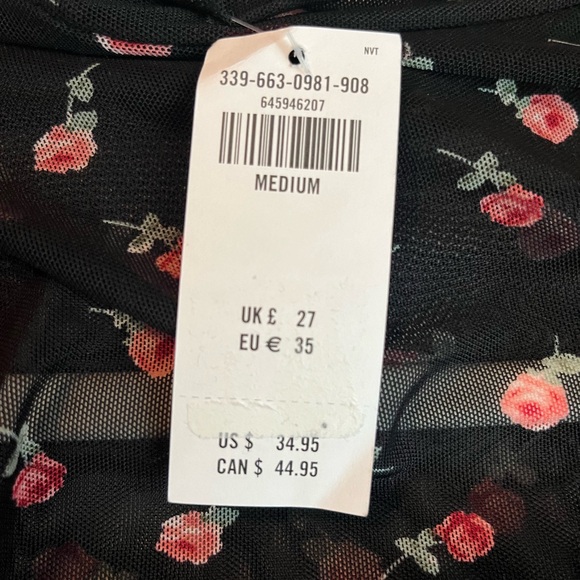 NVT
339-663-0981-908
645946207
MEDIUM
UK £ 27
EU € 35
US $ 34.95
CAN $ 44.95